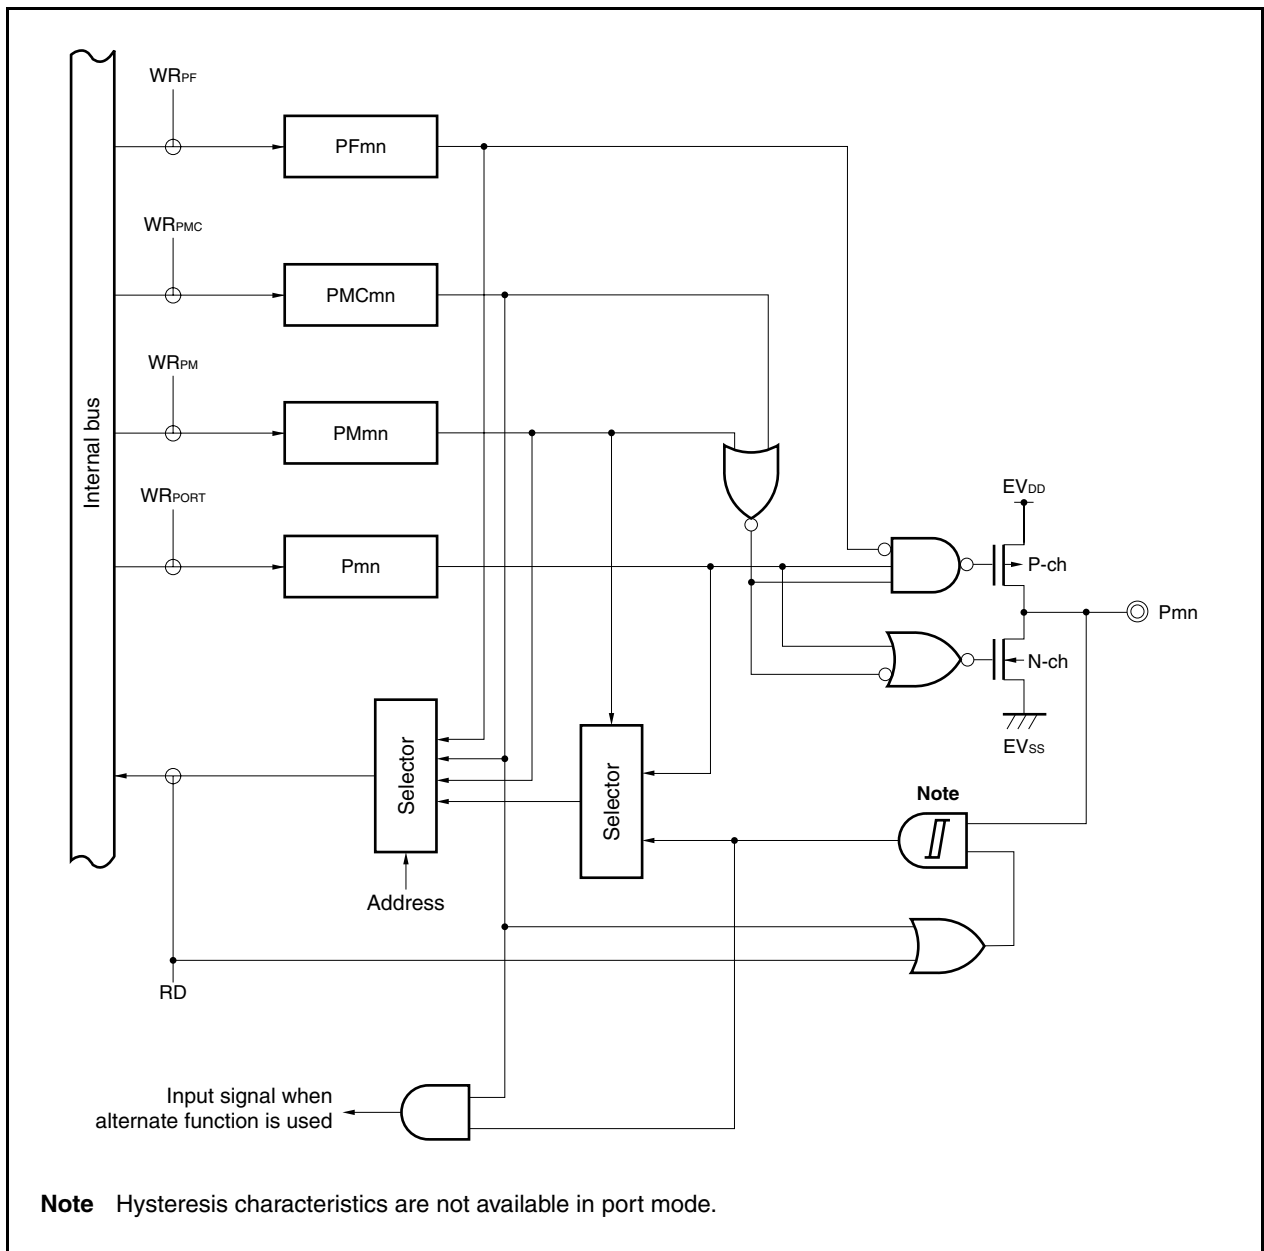 WRPF
PFmn
WRPMC
PMCmn
WRPM
PMmn
Internal bus
WRPORT
Pmn
EVDD
P-ch
Pmn
N-ch
EVSS
Selector
Selector
Note
Address
RD
Input signal when
alternate function is used
Note Hysteresis characteristics are not available in port mode.